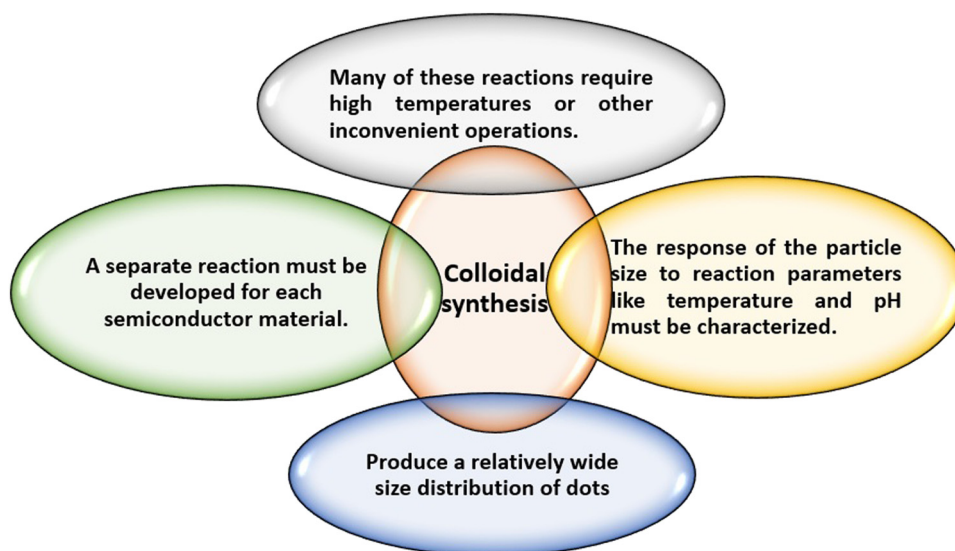 Many of these reactions require
high temperatures or other
inconvenient operations.
A separate reaction must be
developed for each
semiconductor material.
Colloidal
synthesis
The response of the particle
size to reaction parameters
like temperature and pH
must be characterized.
Produce a relatively wide
size distribution of dots